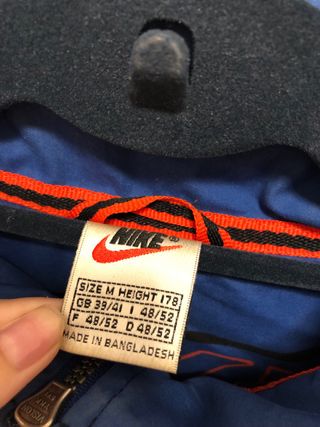 NIKE®
SIZE M HEIGHT 178
GB 39/41 I 48/52
F 48/52 D 48/52
MADE IN BANGLADESH